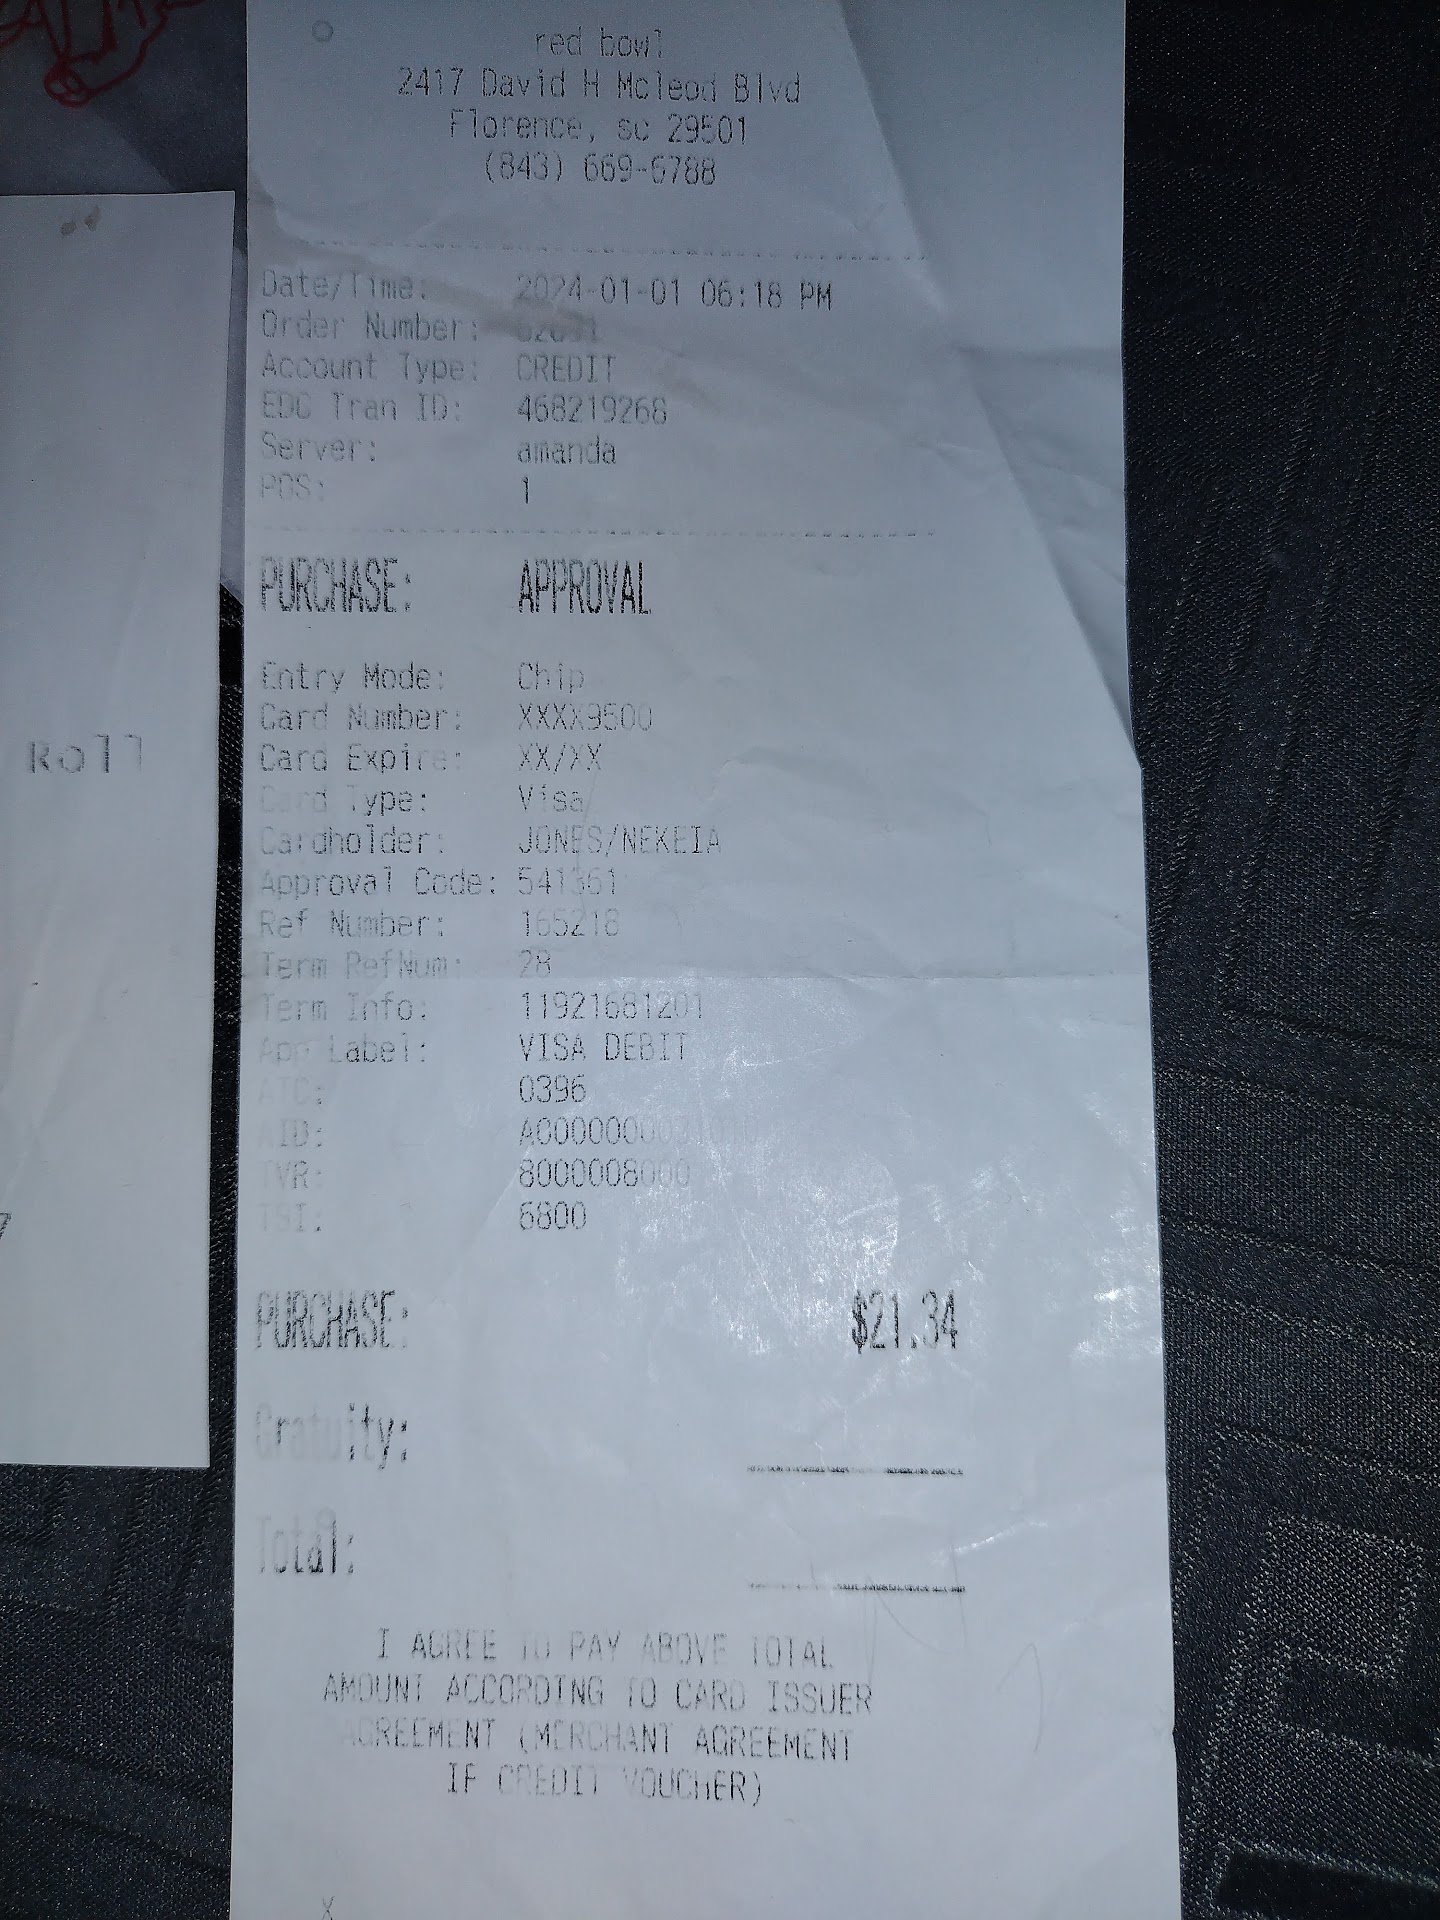 red bowl
2417 David H Mcleod Blvd
Florence, sc 29501
(843) 669-6788
Date/Time: 2024-01-01 06:18 PM
Order Number:
Account Type: CREDIT
EDC Tran ID: 468219268
Server: amanda
POS: 1
PURCHASE: APPROVAL
Entry Mode: Chip
Card Number: XXXX9500
Card Expire: XX/XX
Card Type: Visa
Cardholder: JONES/NEKEIA
Approval Code: 541361
Ref Number: 165218
Term RefNum: 28
Term Info: 11921681201
App Label: VISA DEBIT
ATC: 0396
AID:
TVR: 8000008000
TSI: 6800
PURCHASE: $21.34
Gratuity:
Total:
I AGREE TO PAY ABOVE TOTAL
AMOUNT ACCORDING TO CARD ISSUER
AGREEMENT (MERCHANT AGREEMENT
IF CREDIT VOUCHER)
X
Roll
7